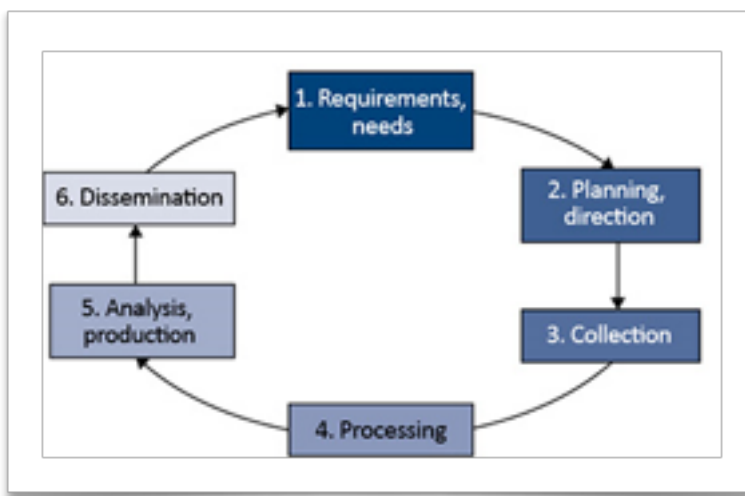 1. Requirements,
needs
2. Planning,
direction
3. Collection
4. Processing
5. Analysis,
production
6. Dissemination